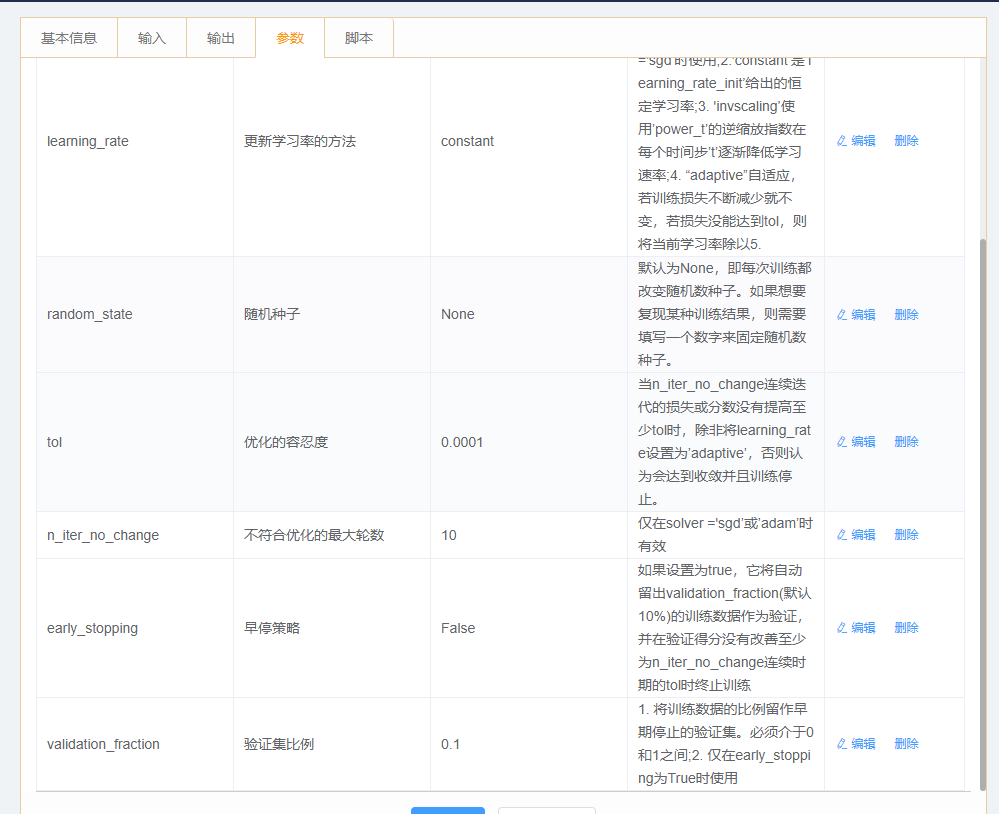 基本信息 输入 输出 参数 脚本
='sgd'时使用;2.'constant'是'l
earning_rate_init'给出的恒
定学习率;3. 'invscaling'使
用'power_t'的逆缩放指数在
learning_rate 更新学习率的方法 constant 每个时间步't'逐渐降低学习 编辑 删除
速率;4. “adaptive”自适应，
若训练损失不断减少就不
变，若损失没能达到tol，则
将当前学习率除以5.
默认为None，即每次训练都
改变随机数种子。如果想要
random_state 随机种子 None 复现某种训练结果，则需要 编辑 删除
填写一个数字来固定随机数
种子。
当n_iter_no_change连续迭
代的损失或分数没有提高至
tol 优化的容忍度 0.0001 少tol时，除非将learning_rat 编辑 删除
e设置为'adaptive'，否则认
为会达到收敛并且训练停
止。
n_iter_no_change 不符合优化的最大轮数 10 仅在solver ='sgd'或'adam'时 编辑 删除
有效
如果设置为true，它将自动
留出validation_fraction(默认
early_stopping 早停策略 False 10%)的训练数据作为验证， 编辑 删除
并在验证得分没有改善至少
为n_iter_no_change连续时
期的tol时终止训练
1. 将训练数据的比例留作早
validation_fraction 验证集比例 0.1 期停止的验证集。必须介于0 编辑 删除
和1之间;2. 仅在early_stoppi
ng为True时使用